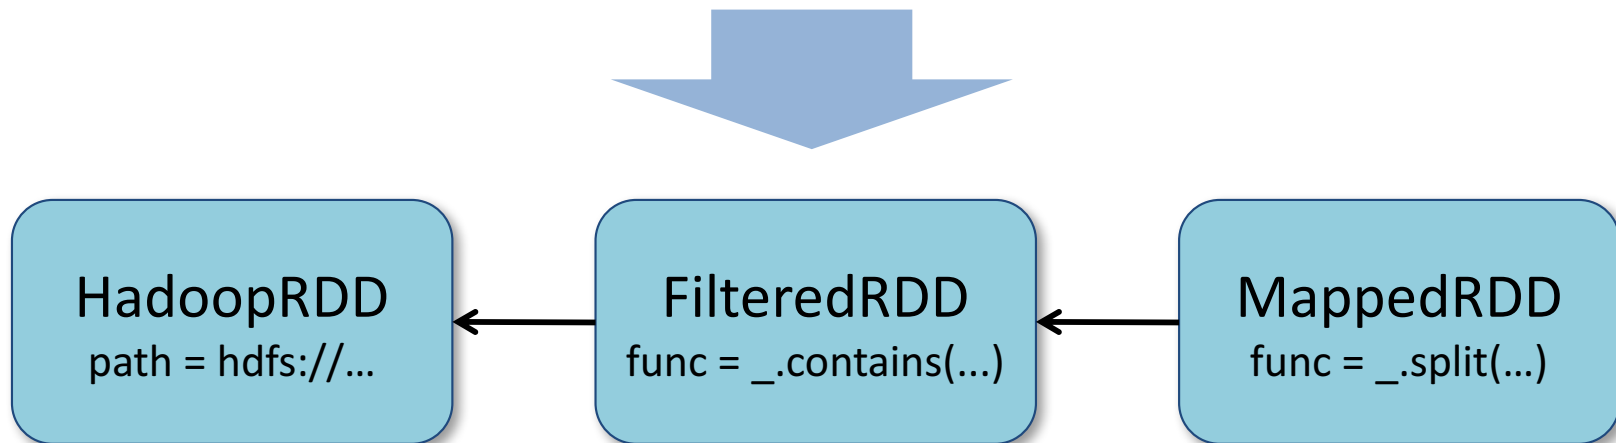 HadoopRDD
path = hdfs://…
FilteredRDD
func = _.contains(...)
MappedRDD
func = _.split(…)